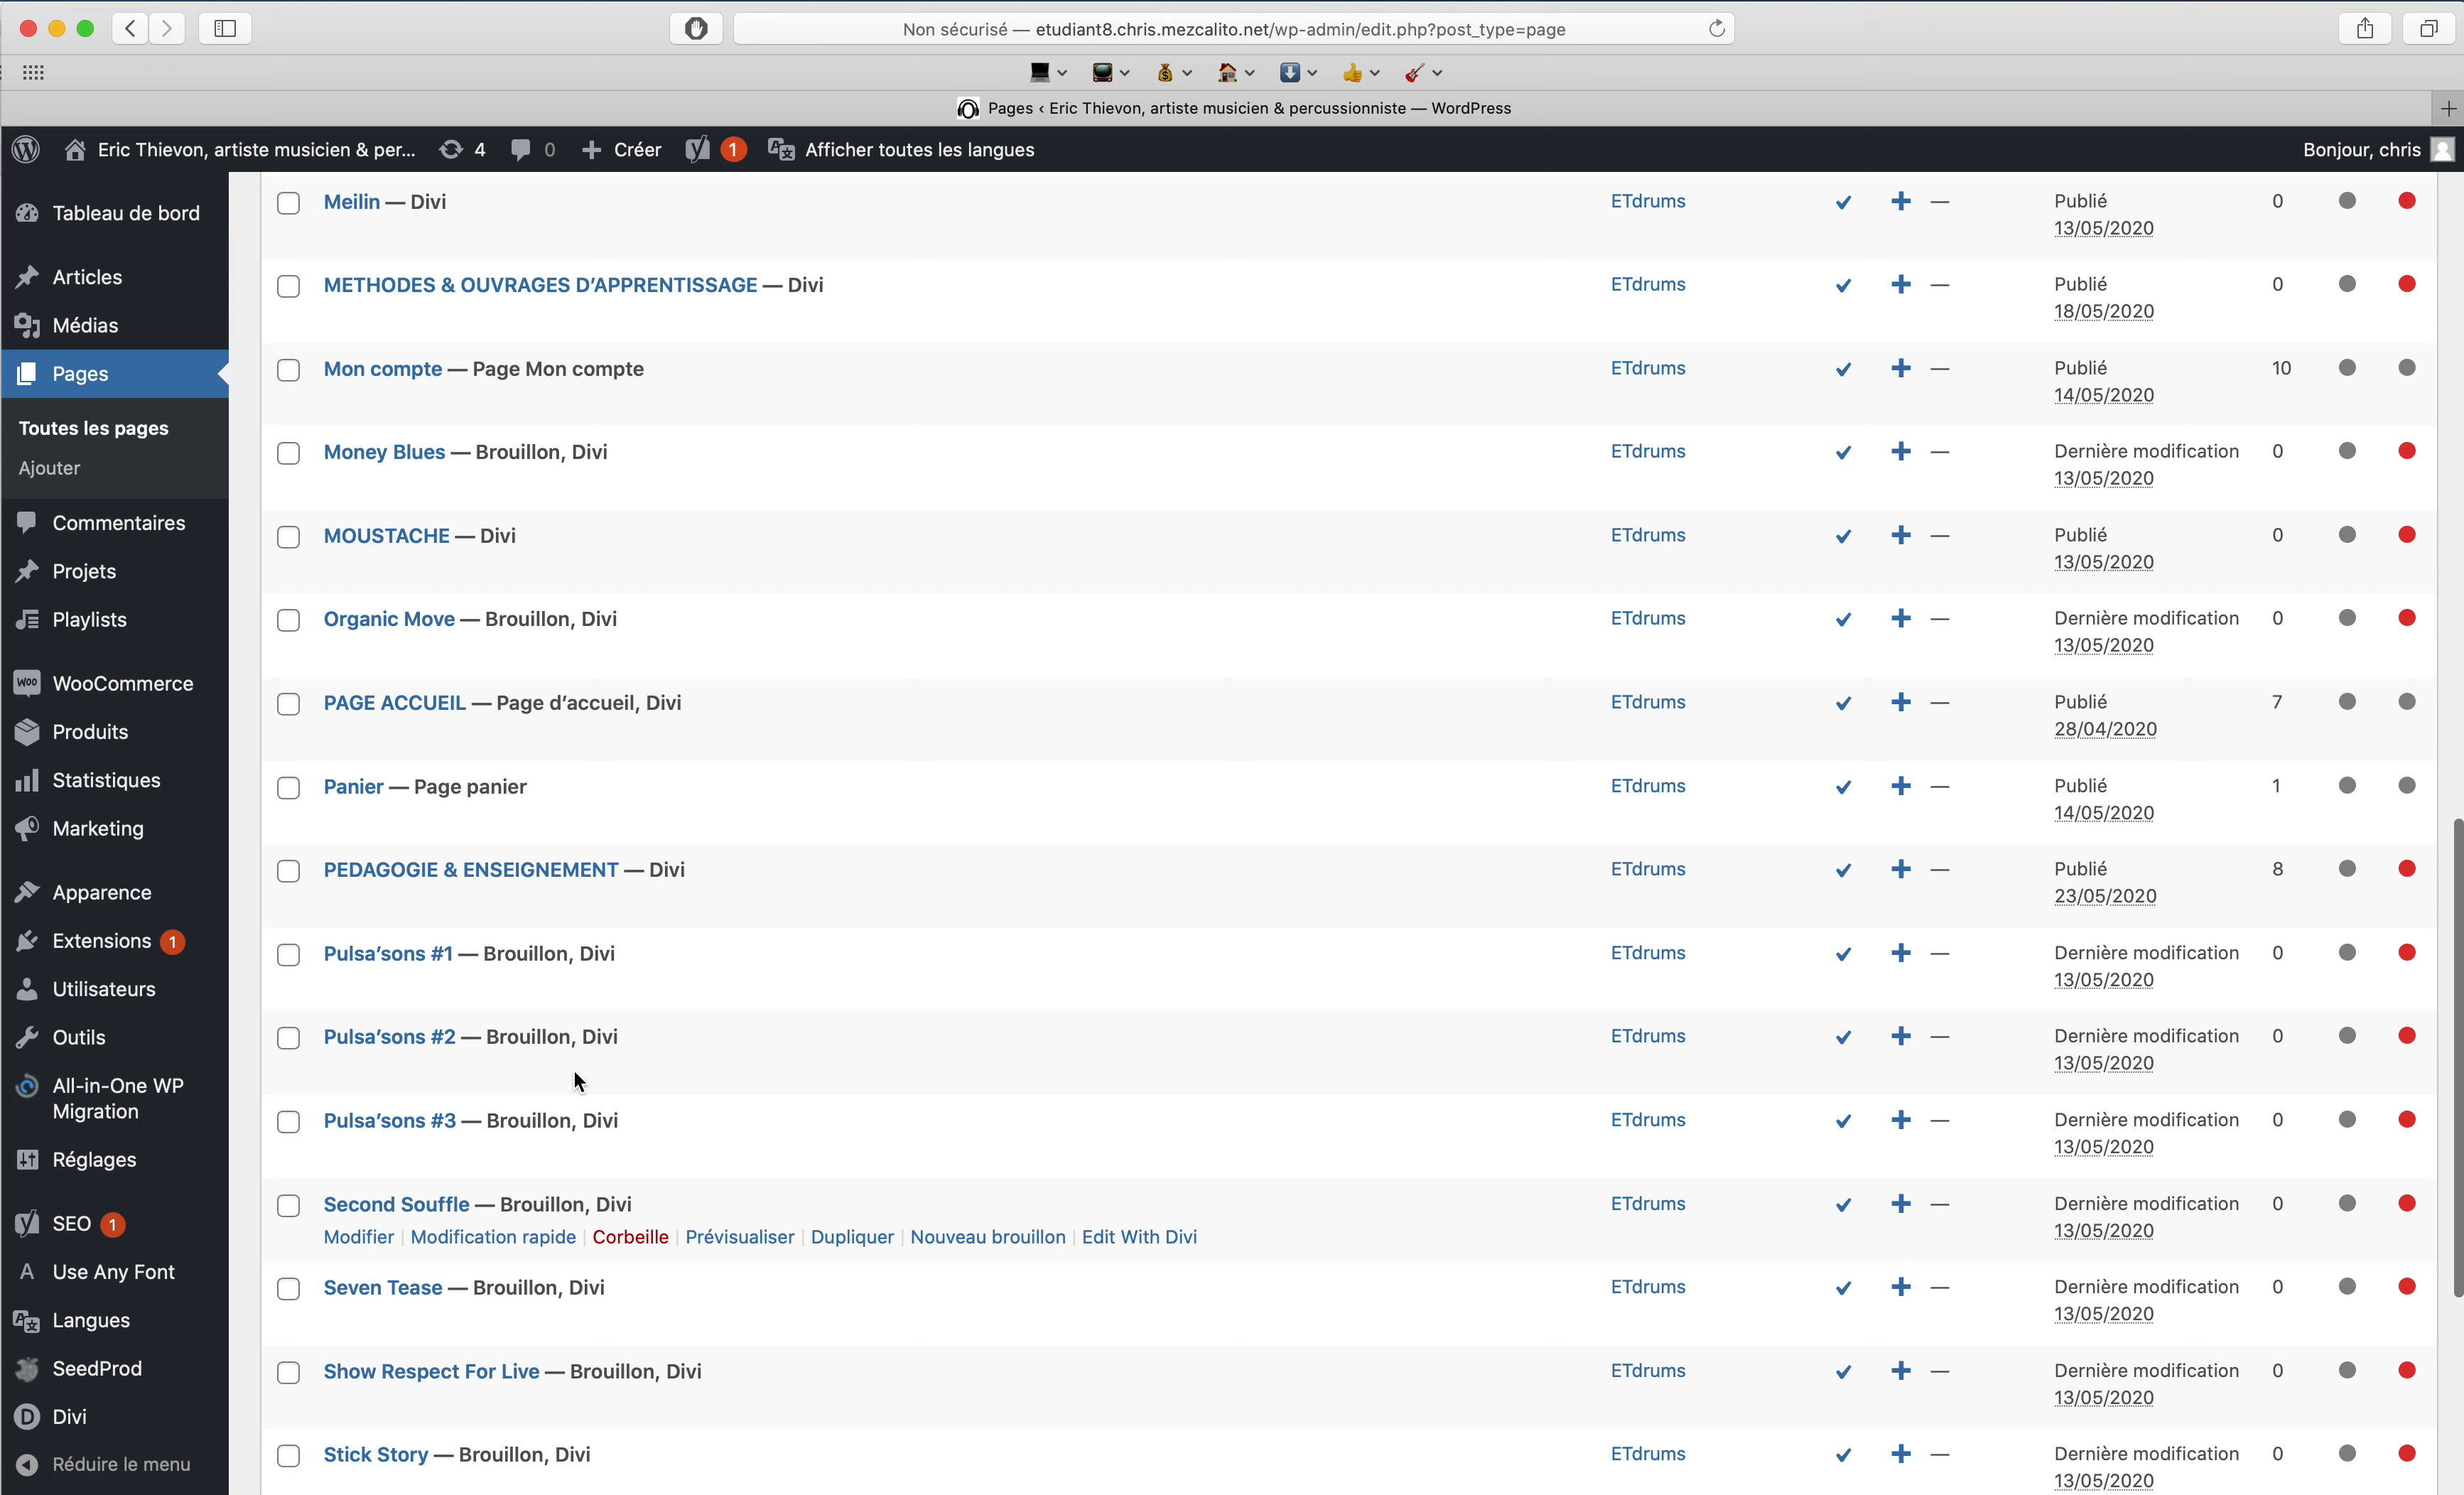 Non sécurisé — etudiant8.chris.mezcalito.net/wp-admin/edit.php?post_type=page
Pages ‹ Eric Thievon, artiste musicien & percussionniste — WordPress
Eric Thievon, artiste musicien & per... 4 0 Créer 1 Afficher toutes les langues Bonjour, chris
Tableau de bord
Articles
Médias
Pages
Toutes les pages
Ajouter
Commentaires
Projets
Playlists
WooCommerce
Produits
Statistiques
Marketing
Apparence
Extensions 1
Utilisateurs
Outils
All-in-One WP
Migration
Réglages
SEO 1
Use Any Font
Langues
SeedProd
Divi
Réduire le menu
Meilin — Divi ETdrums — Publié 0
13/05/2020
METHODES & OUVRAGES D’APPRENTISSAGE — Divi ETdrums — Publié 0
18/05/2020
Mon compte — Page Mon compte ETdrums — Publié 10
14/05/2020
Money Blues — Brouillon, Divi ETdrums — Dernière modification 0
13/05/2020
MOUSTACHE — Divi ETdrums — Publié 0
13/05/2020
Organic Move — Brouillon, Divi ETdrums — Dernière modification 0
13/05/2020
PAGE ACCUEIL — Page d’accueil, Divi ETdrums — Publié 7
28/04/2020
Panier — Page panier ETdrums — Publié 1
14/05/2020
PEDAGOGIE & ENSEIGNEMENT — Divi ETdrums — Publié 8
23/05/2020
Pulsa’sons #1 — Brouillon, Divi ETdrums — Dernière modification 0
13/05/2020
Pulsa’sons #2 — Brouillon, Divi ETdrums — Dernière modification 0
13/05/2020
Pulsa’sons #3 — Brouillon, Divi ETdrums — Dernière modification 0
13/05/2020
Second Souffle — Brouillon, Divi ETdrums — Dernière modification 0
Modifier | Modification rapide | Corbeille | Prévisualiser | Dupliquer | Nouveau brouillon | Edit With Divi 13/05/2020
Seven Tease — Brouillon, Divi ETdrums — Dernière modification 0
13/05/2020
Show Respect For Live — Brouillon, Divi ETdrums — Dernière modification 0
13/05/2020
Stick Story — Brouillon, Divi ETdrums — Dernière modification 0
13/05/2020